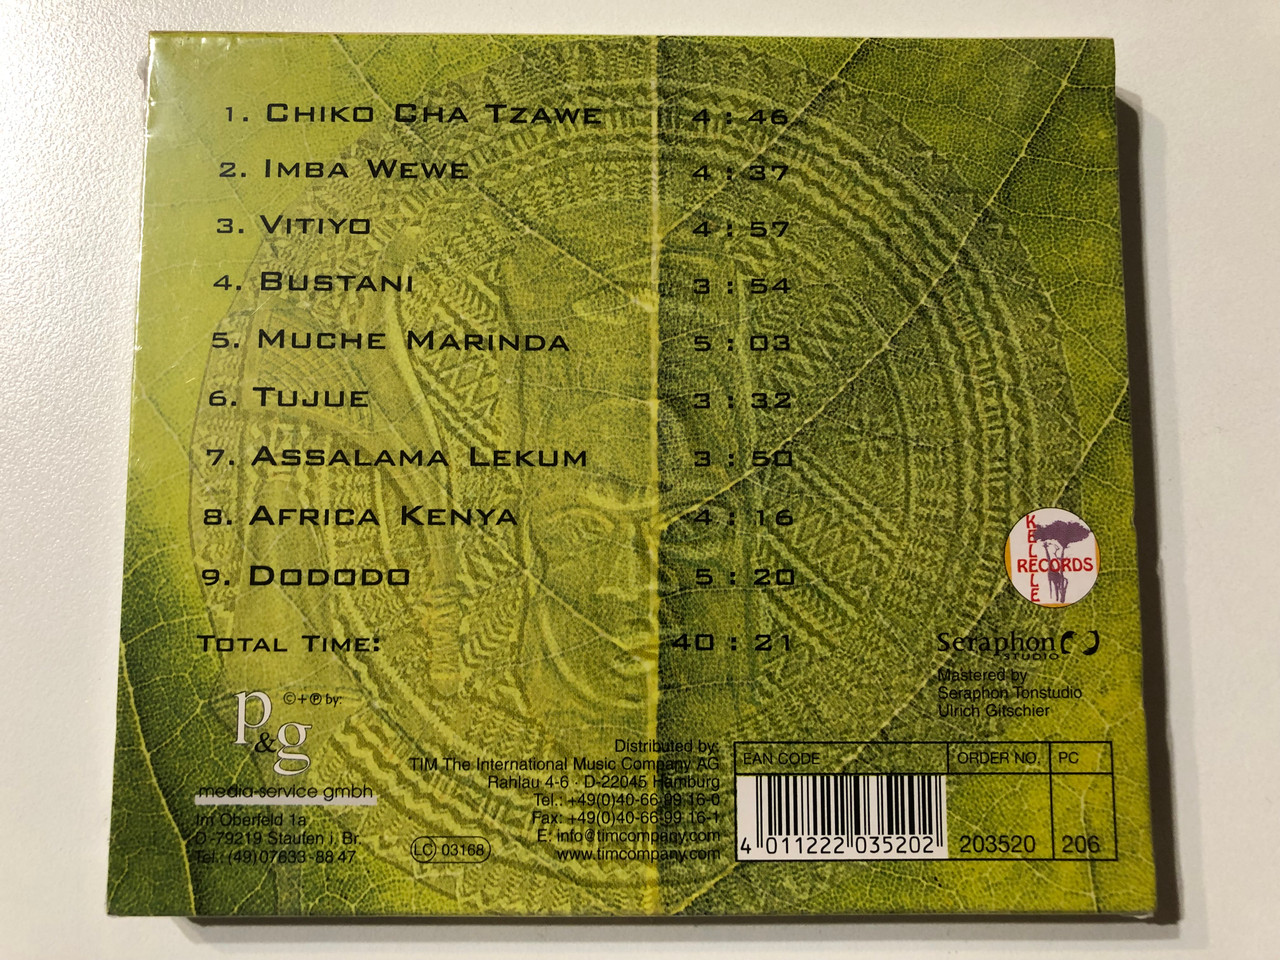 1. Chiko Cha Tzawe 4 : 46
2. Imba Wewe 4 : 37
3. Vitiyo 4 : 57
4. Bustani 3 : 54
5. Muche Marinda 5 : 03
6. Tujue 3 : 32
7. Assalama Lekum 3 : 50
8. Africa Kenya 4 : 16
9. Dododo 5 : 20
Total Time: 40 : 21
KELELE
RECORDS
Seraphon
STUDIO
Mastered by
Seraphon Tonstudio
Ulrich Gitschier
p&g
©+℗ by:
media-service gmbh
Im Oberfeld 1a
D -79219 Staufen i. Br.
Tel.: (49) 07633-88 47
LC 03168
Distributed by:
TIM The International Music Company AG
Rahlau 4-6 · D-22045 Hamburg
Tel.: +49(0)40-66 99 16-0
Fax: +49(0)40-66 99 16-1
E: info@timcompany.com
www.timcompany.com
EAN CODE ORDER NO. PC
4 011222 035202 203520 206